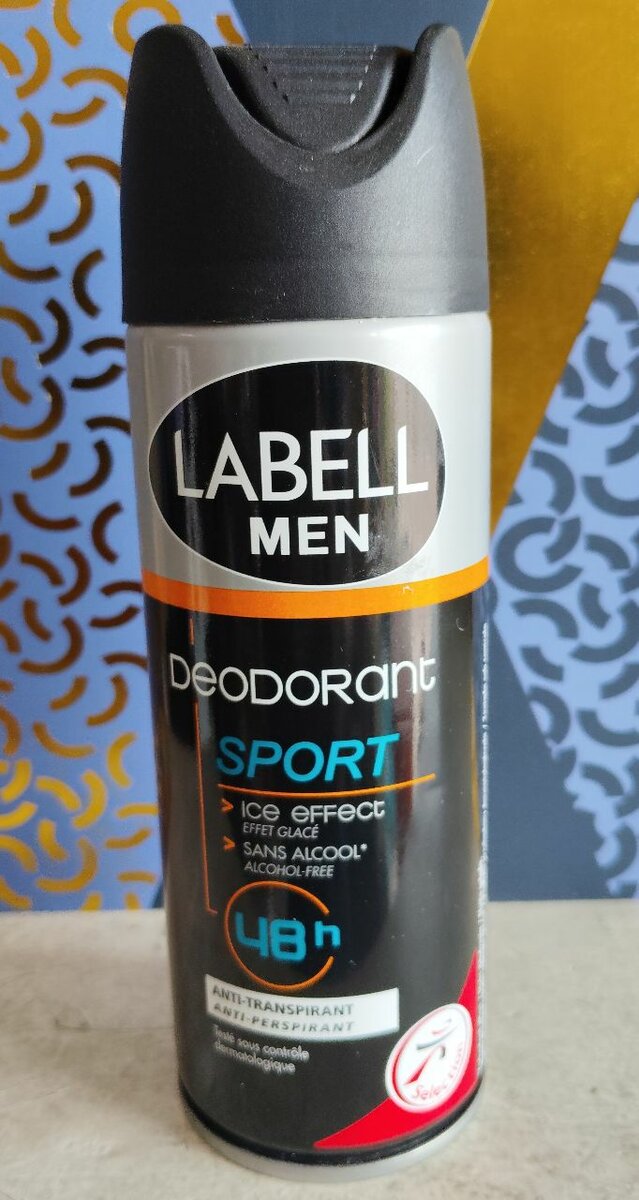 LABELL
MEN
DeODORant
SPORT
ICE EFFECT
EFFET GLACÉ
SANS ALCOOL*
ALCOHOL-FREE
48h
ANTI-TRANSPIRANT
ANTI-PERSPIRANT
Testé sous contrôle
dermatologique
Selection